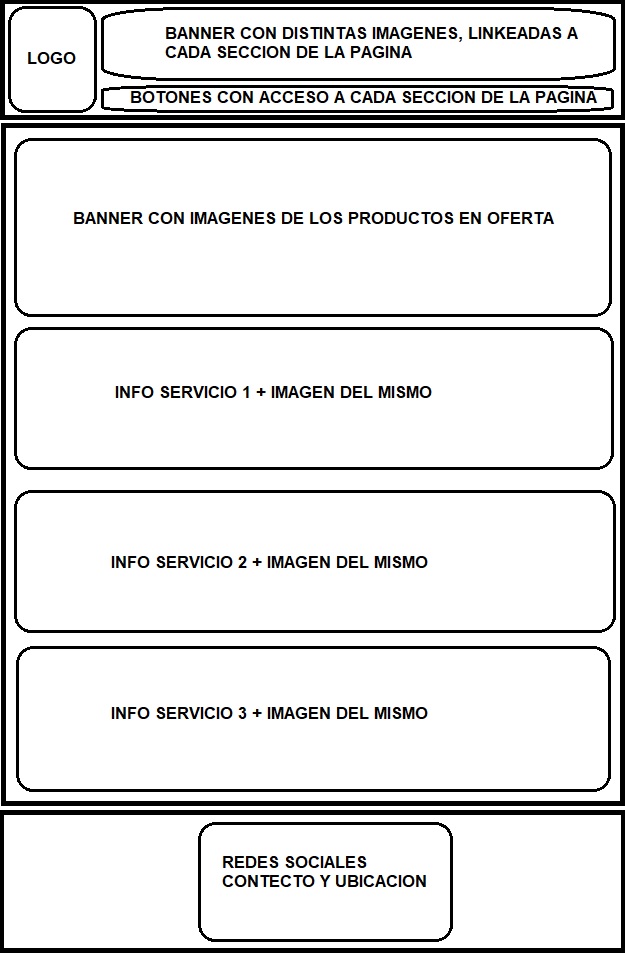 LOGO
BANNER CON DISTINTAS IMAGENES, LINKEADAS A
CADA SECCION DE LA PAGINA
BOTONES CON ACCESO A CADA SECCION DE LA PAGINA
BANNER CON IMAGENES DE LOS PRODUCTOS EN OFERTA
INFO SERVICIO 1 + IMAGEN DEL MISMO
INFO SERVICIO 2 + IMAGEN DEL MISMO
INFO SERVICIO 3 + IMAGEN DEL MISMO
REDES SOCIALES
CONTECTO Y UBICACION